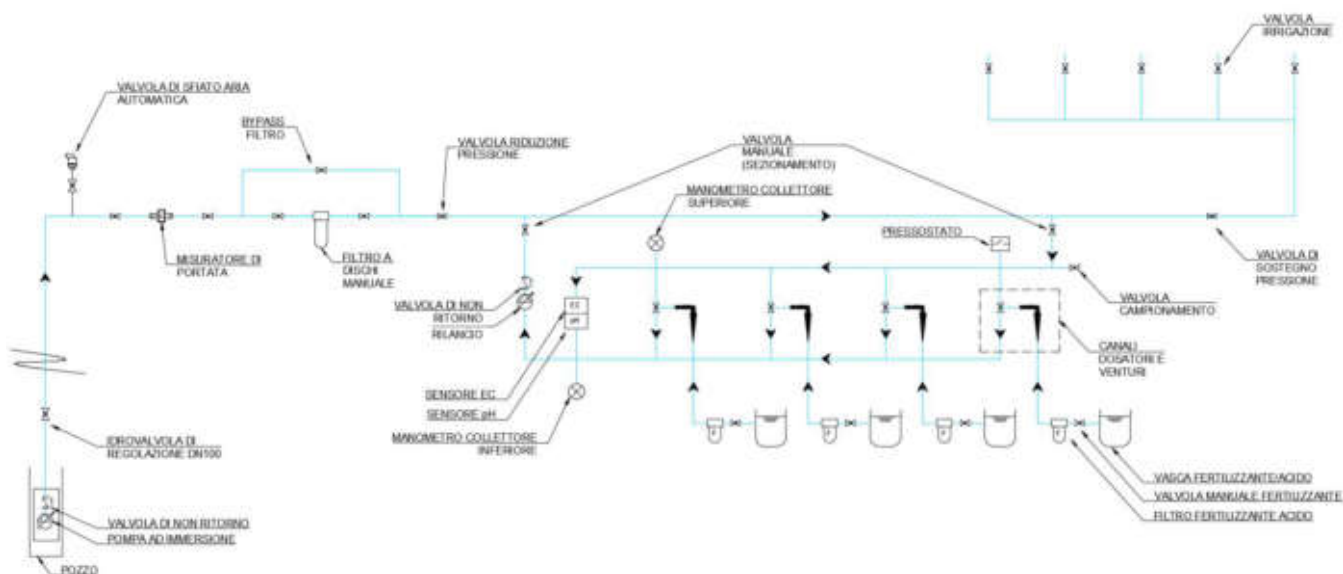 VALVOLA
IRRIGAZIONE
VALVOLA DI SFIATO ARIA
AUTOMATICA
BYPASS
FILTRO
VALVOLA RIDUZIONE
PRESSIONE
VALVOLA
MANUALE
(SEZIONAMENTO)
MANOMETRO COLLETTORE
SUPERIORE
PRESSOSTATO
MISURATORE DI
PORTATA
FILTRO A
DISCHI
MANUALE
VALVOLA DI NON
RITORNO
RILANCIO
EC
pH
VALVOLA DI
SOSTEGNO
PRESSIONE
VALVOLA
CAMPIONAMENTO
CANALI
DOSATORI E
VENTURI
SENSORE EC
SENSORE pH
MANOMETRO COLLETTORE
INFERIORE
IDROVALVOLA DI
REGOLAZIONE DN100
F
F
F
F
VASCA FERTILIZZANTE/ACIDO
VALVOLA MANUALE FERTILIZZANTE
FILTRO FERTILIZZANTE ACIDO
VALVOLA DI NON RITORNO
POMPA AD IMMERSIONE
POZZO